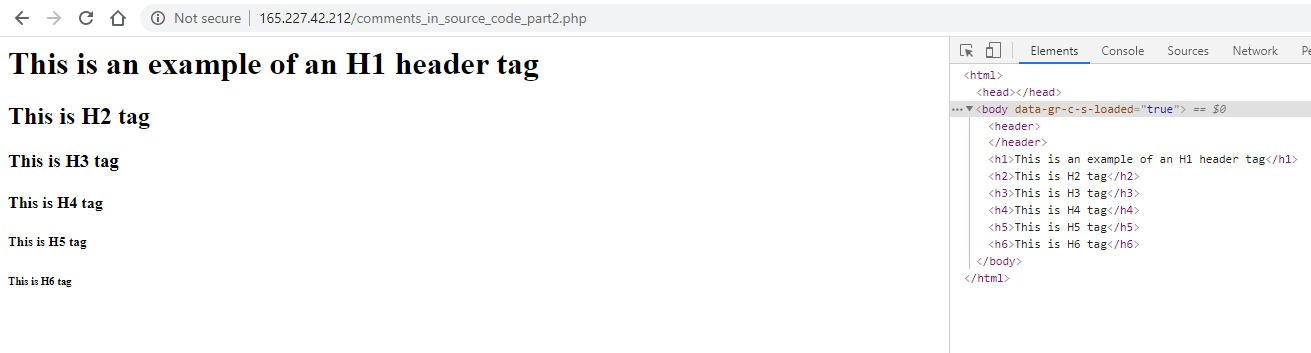 Not secure | 165.227.42.212/comments_in_source_code_part2.php
This is an example of an H1 header tag
This is H2 tag
This is H3 tag
This is H4 tag
This is H5 tag
This is H6 tag
Elements Console Sources Network Pe
<html>
<head></head>
••• ▼<body data-gr-c-s-loaded="true"> == $0
<header>
</header>
<h1>This is an example of an H1 header tag</h1>
<h2>This is H2 tag</h2>
<h3>This is H3 tag</h3>
<h4>This is H4 tag</h4>
<h5>This is H5 tag</h5>
<h6>This is H6 tag</h6>
</body>
</html>